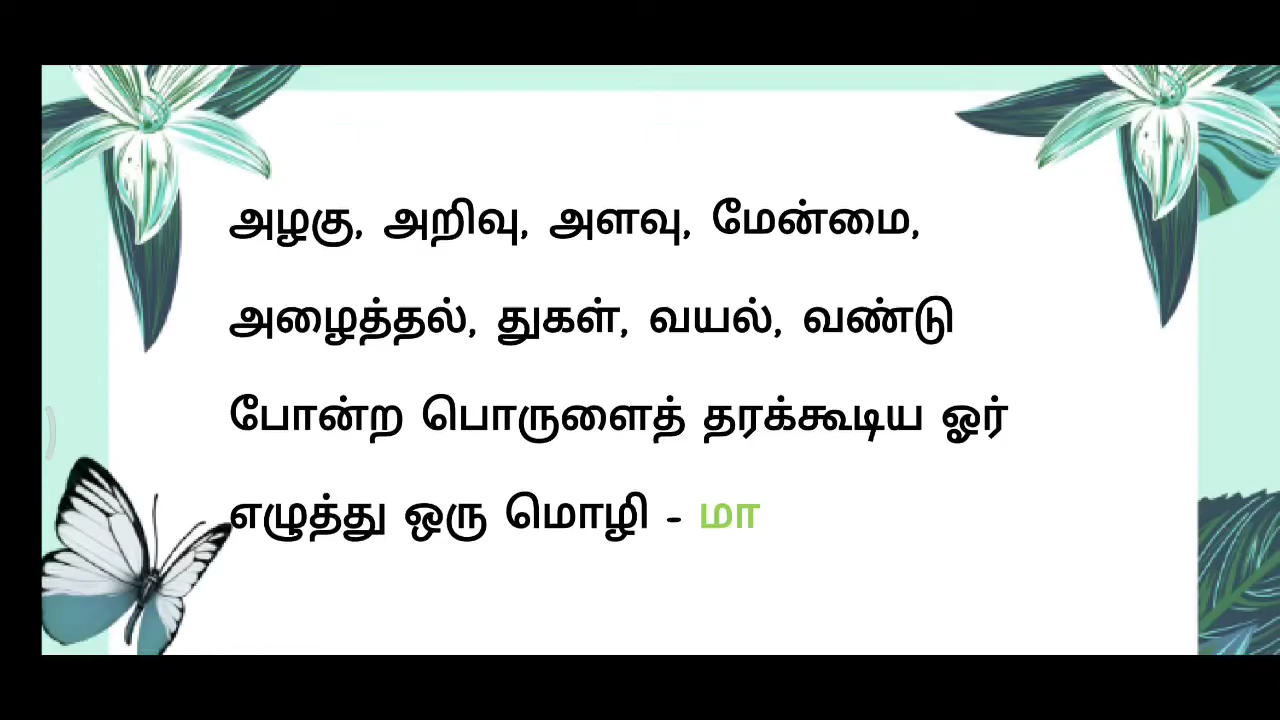 அழகு, அறிவு, அளவு, மேன்மை,
அழைத்தல், துகள், வயல், வண்டு
போன்ற பொருளைத் தரக்கூடிய ஓர்
எழுத்து ஒரு மொழி - மா